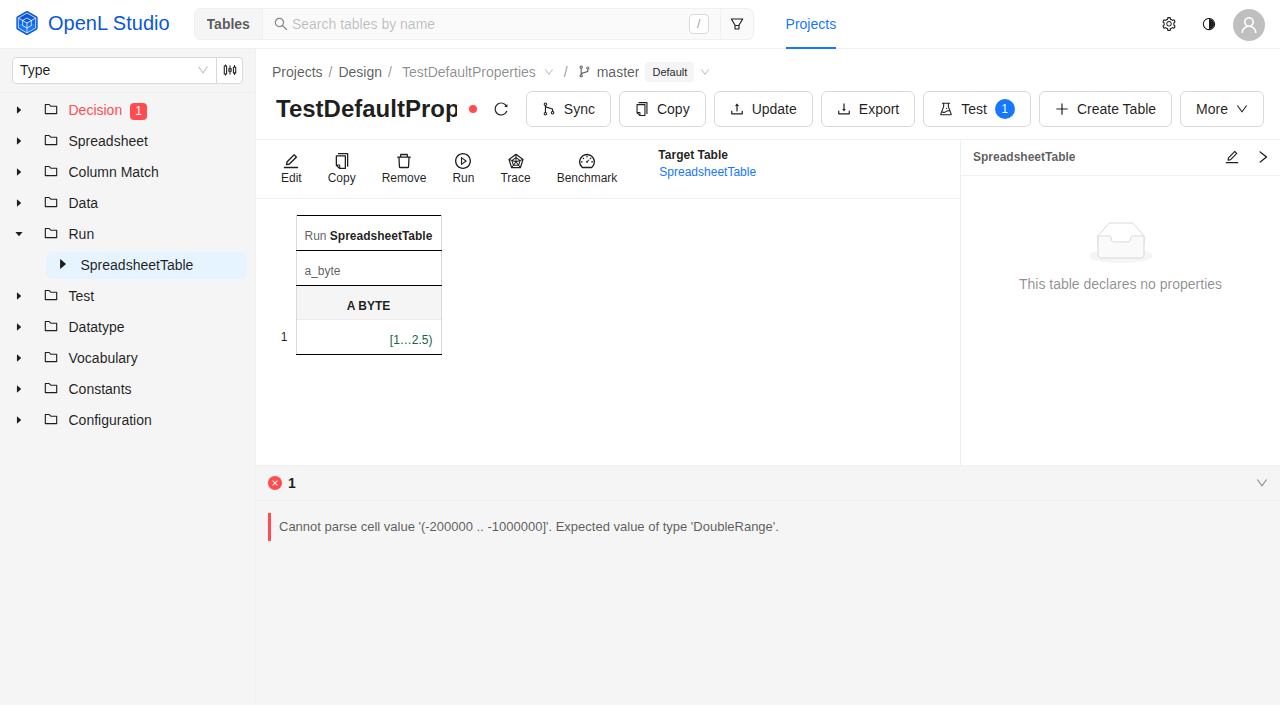 OpenL Studio
Tables
Search tables by name
/
Projects
Type
Projects / Design / TestDefaultProperties / master Default
TestDefaultProp
Sync
Copy
Update
Export
Test 1
Create Table
More
Decision 1
Spreadsheet
Column Match
Data
Run
SpreadsheetTable
Test
Datatype
Vocabulary
Constants
Configuration
Edit
Copy
Remove
Run
Trace
Benchmark
Target Table
SpreadsheetTable
Run SpreadsheetTable
a_byte
A BYTE
1
[1…2.5)
SpreadsheetTable
This table declares no properties
1
Cannot parse cell value '(-200000 .. -1000000]'. Expected value of type 'DoubleRange'.